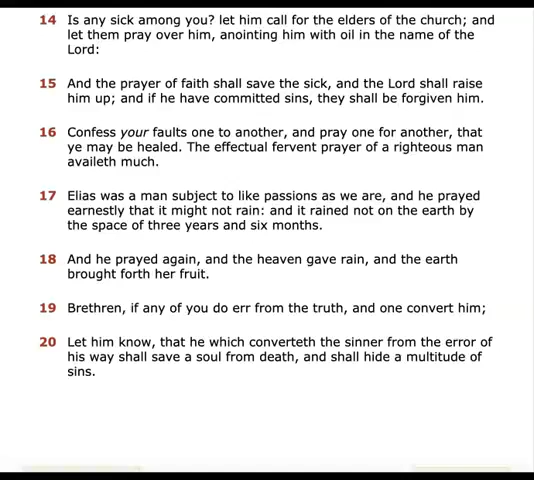 14 Is any sick among you? let him call for the elders of the church; and
let them pray over him, anointing him with oil in the name of the
Lord:
15 And the prayer of faith shall save the sick, and the Lord shall raise
him up; and if he have committed sins, they shall be forgiven him.
16 Confess your faults one to another, and pray one for another, that
ye may be healed. The effectual fervent prayer of a righteous man
availeth much.
17 Elias was a man subject to like passions as we are, and he prayed
earnestly that it might not rain: and it rained not on the earth by
the space of three years and six months.
18 And he prayed again, and the heaven gave rain, and the earth
brought forth her fruit.
19 Brethren, if any of you do err from the truth, and one convert him;
20 Let him know, that he which converteth the sinner from the error of
his way shall save a soul from death, and shall hide a multitude of
sins.